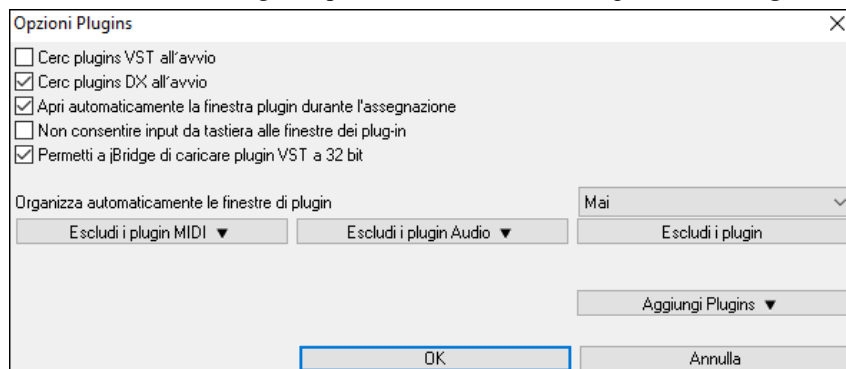 Opzioni Plugins
Cerc plugins VST all´avvio
Cerc plugins DX all´avvio
Apri automaticamente la finestra plugin durante l'assegnazione
Non consentire input da tastiera alle finestre dei plug-in
Permetti a jBridge di caricare plugin VST a 32 bit
Organizza automaticamente le finestre di plugin Mai
Escludi i plugin MIDI ▼ Escludi i plugin Audio ▼ Escludi i plugin
Aggiungi Plugins ▼
OK Annulla